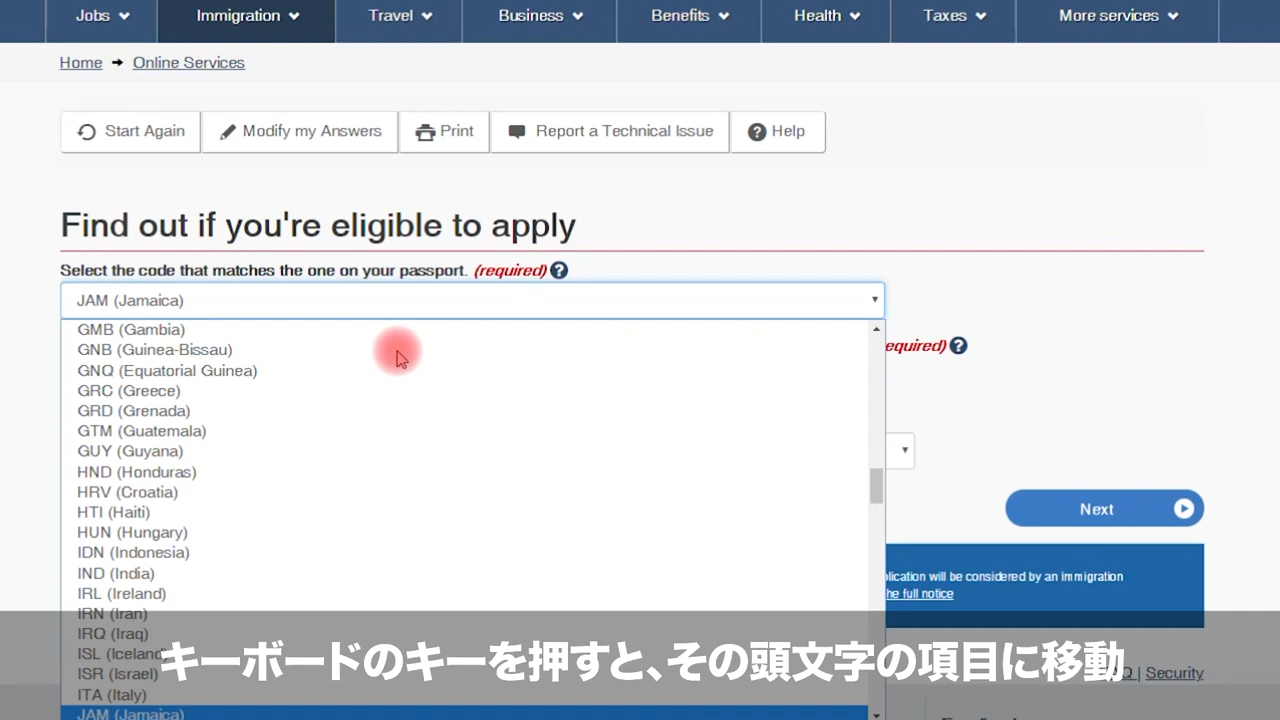 Jobs
Immigration
Travel
Business
Benefits
Health
Taxes
More services
Home → Online Services
Start Again
Modify my Answers
Print
Report a Technical Issue
Help
Find out if you're eligible to apply
Select the code that matches the one on your passport. (required)
JAM (Jamaica)
GMB (Gambia)
GNB (Guinea-Bissau)
equired)
GNQ (Equatorial Guinea)
GRC (Greece)
GRD (Grenada)
GTM (Guatemala)
GUY (Guyana)
HND (Honduras)
HRV (Croatia)
HTI (Haiti)
Next
HUN (Hungary)
IDN (Indonesia)
IND (India)
plication will be considered by an immigration
IRL (Ireland)
he full notice
IRN (Iran)
IRQ (Iraq)
ISL (Iceland)
ISR (Israel)
ITA (Italy)
JAM (Jamaica)
キーボードのキーを押すと、その頭文字の項目に移動
Security